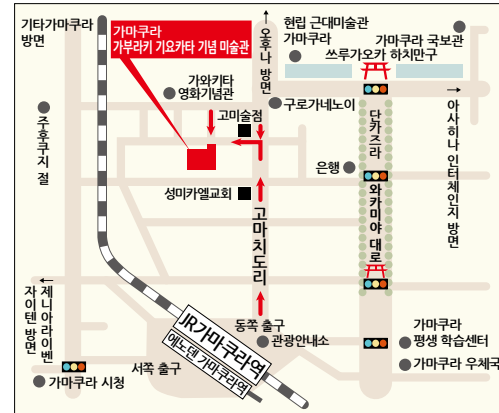 기타가마쿠라
방면
가마쿠라
가부라키 기요카타 기념 미술관
오후나 방면
현립 근대미술관
가마쿠라
가마쿠라 국보관
쓰루가오카 하치만구
가와키타
영화기념관
고미술점
구로가네노이
주후쿠지 절
단카즈라
아사히나 인터체인지 방면
은행
성미카엘교회
고마치도리
와카미야 대로
제니아라이벤
자이텐 방면
JR가마쿠라역
에노덴 가마쿠라역
동쪽 출구
관광안내소
가마쿠라
평생 학습센터
가마쿠라 우체국
서쪽 출구
가마쿠라 시청